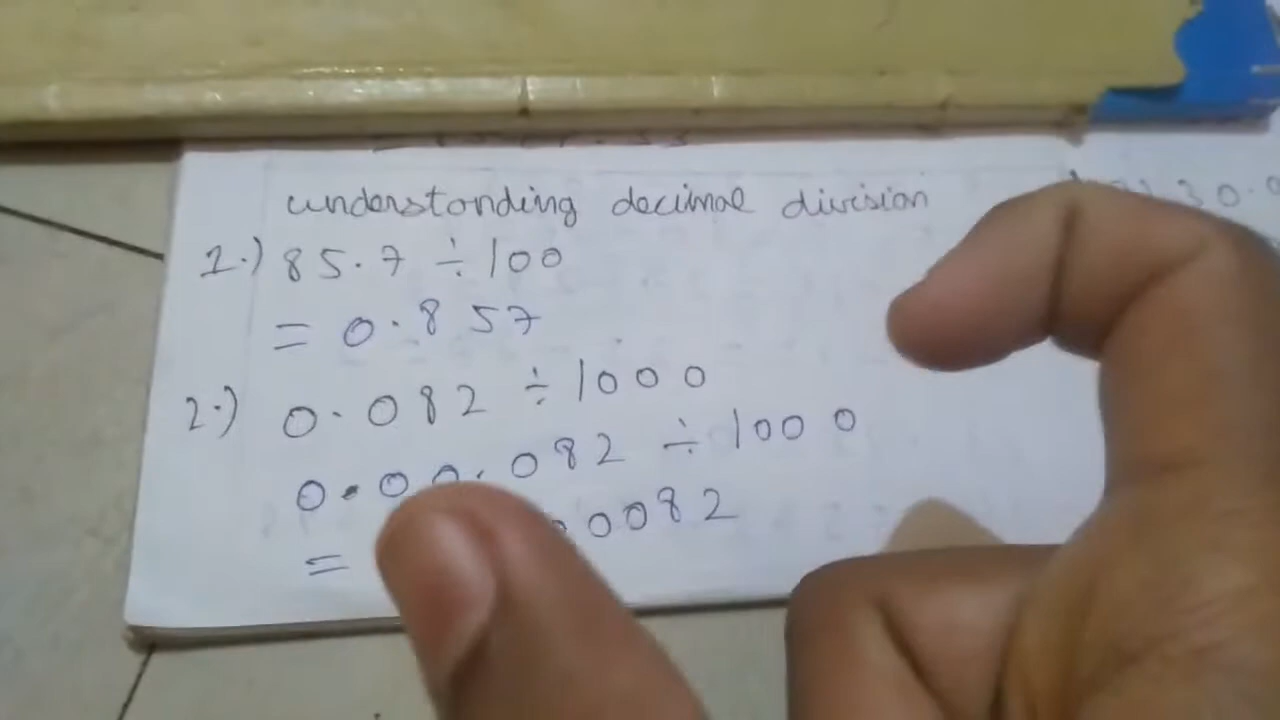 understanding decimal division
1.) 85.7 ÷ 100
= 0.857
2.) 0.082 ÷ 1000
0.00.082 ÷ 1000
= 0082